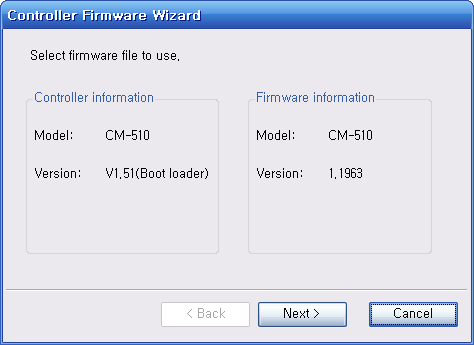 Controller Firmware Wizard
Select firmware file to use.
Controller information
Model: CM-510
Version: V1.51(Boot loader)
Firmware information
Model: CM-510
Version: 1.1963
< Back
Next >
Cancel